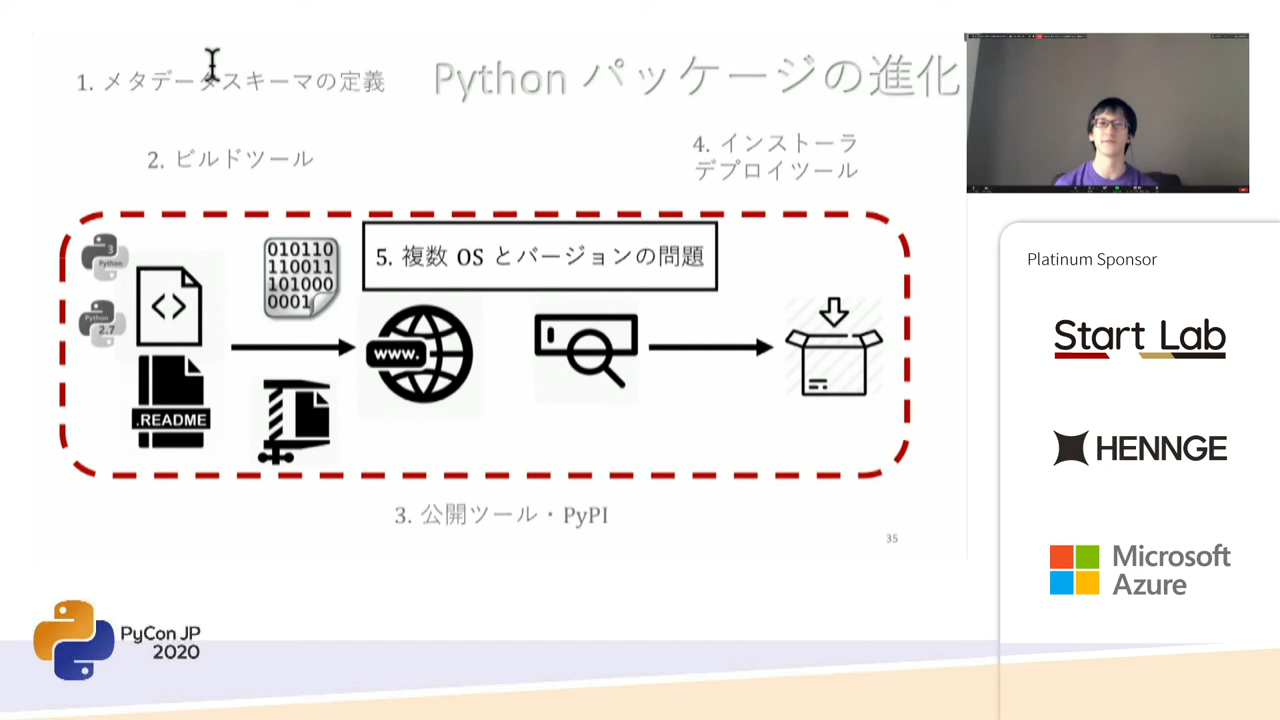 1. メタデータスキーマの定義
Python パッケージの進化
2. ビルドツール
4. インストーラ
デプロイツール
5. 複数 OS とバージョンの問題
3
Python
Python
2.7
010110
110011
101000
0001
www.
.README
3. 公開ツール・PyPI
35
PyCon JP
2020
Platinum Sponsor
Start Lab
HENNGE
Microsoft
Azure